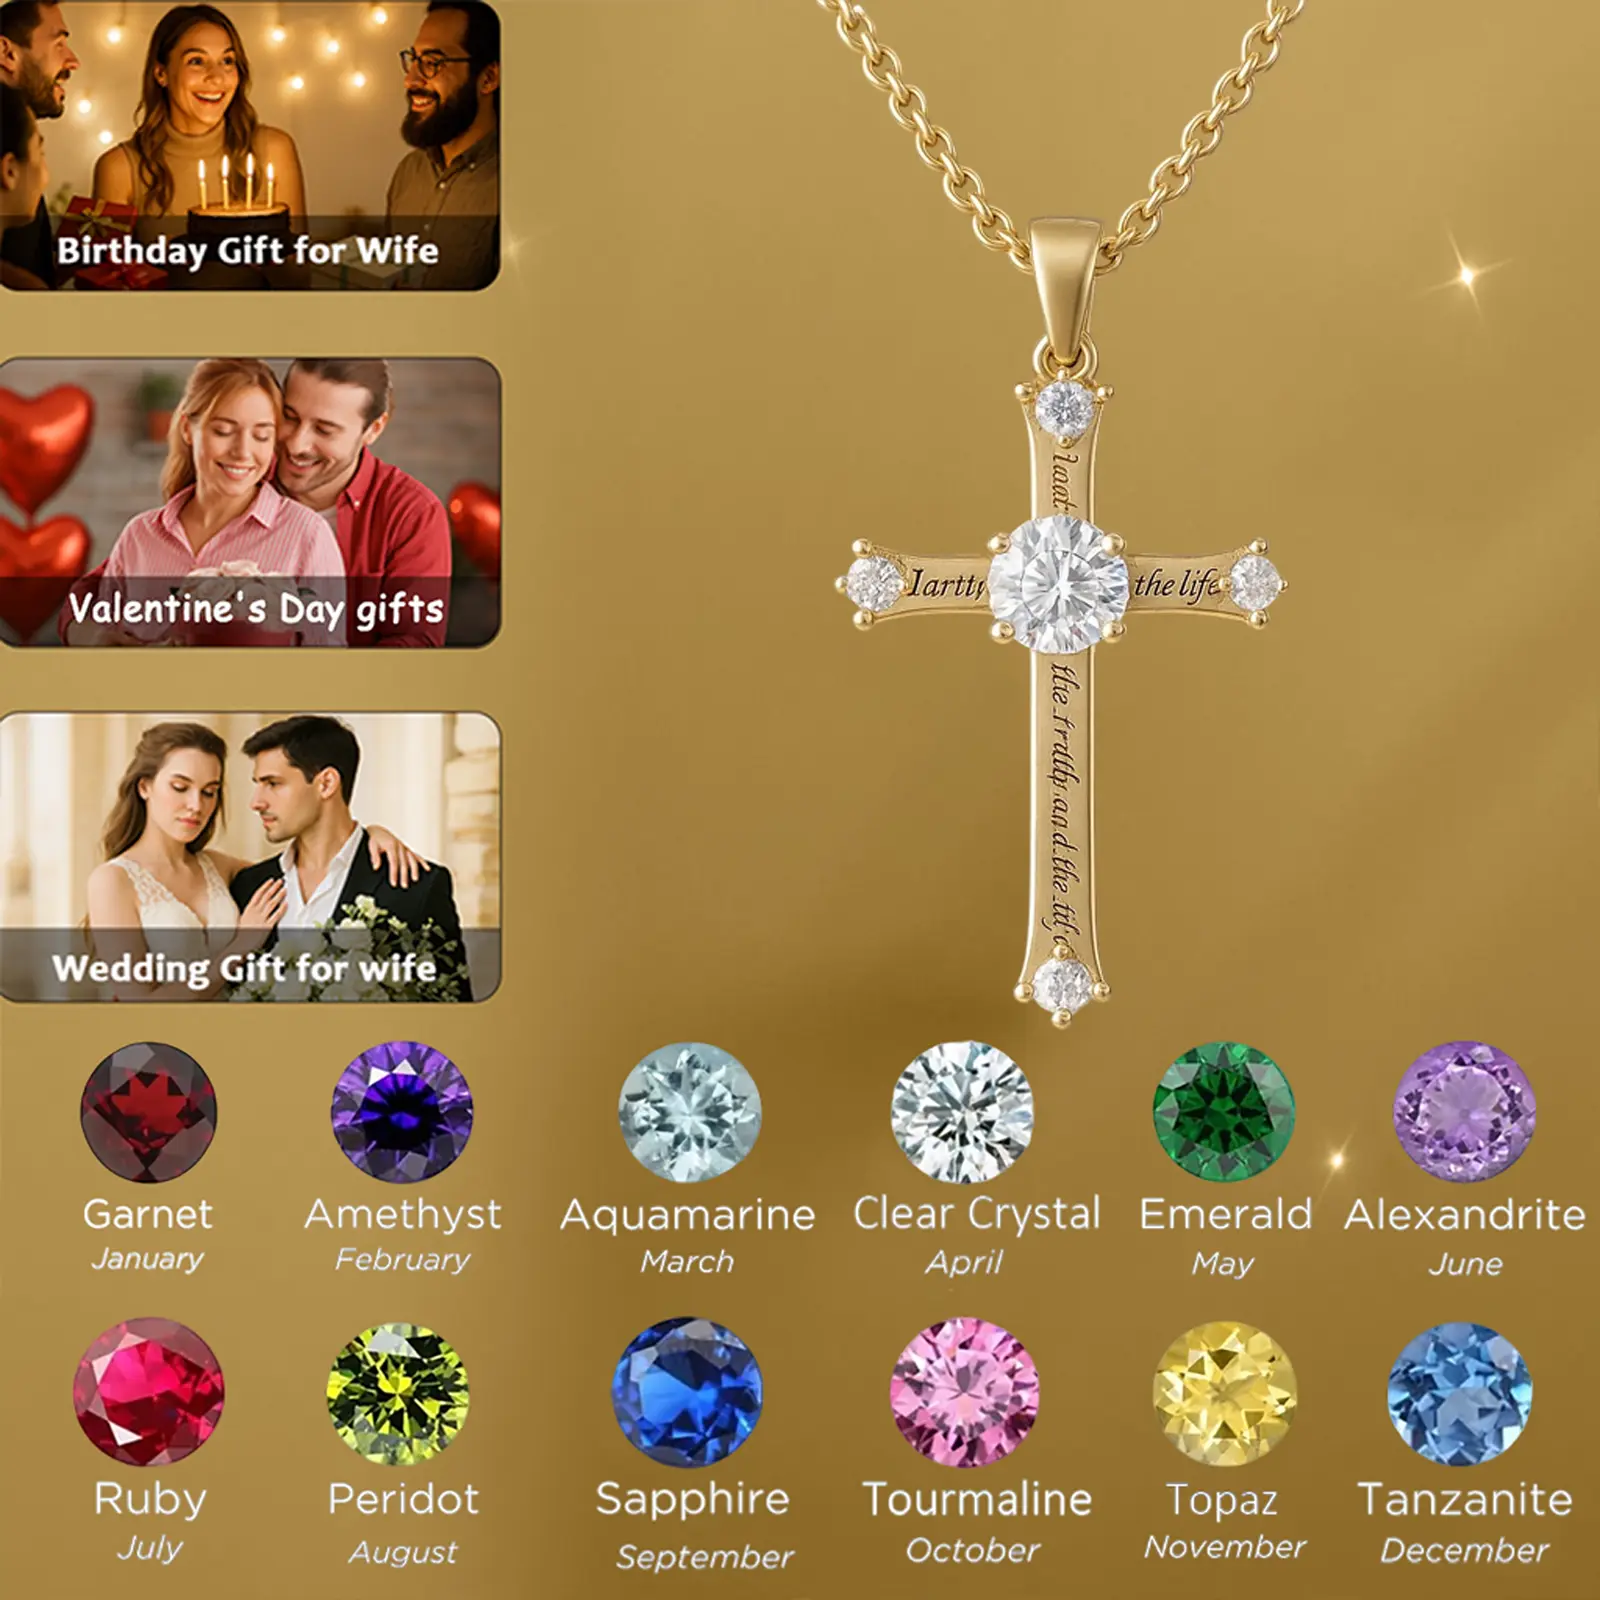 Birthday Gift for Wife
Valentine's Day gifts
Wedding Gift for wife
the life
Garnet
January
Amethyst
February
Aquamarine
March
Clear Crystal
April
Emerald
May
Alexandrite
June
Ruby
July
Peridot
August
Sapphire
September
Tourmaline
October
Topaz
November
Tanzanite
December